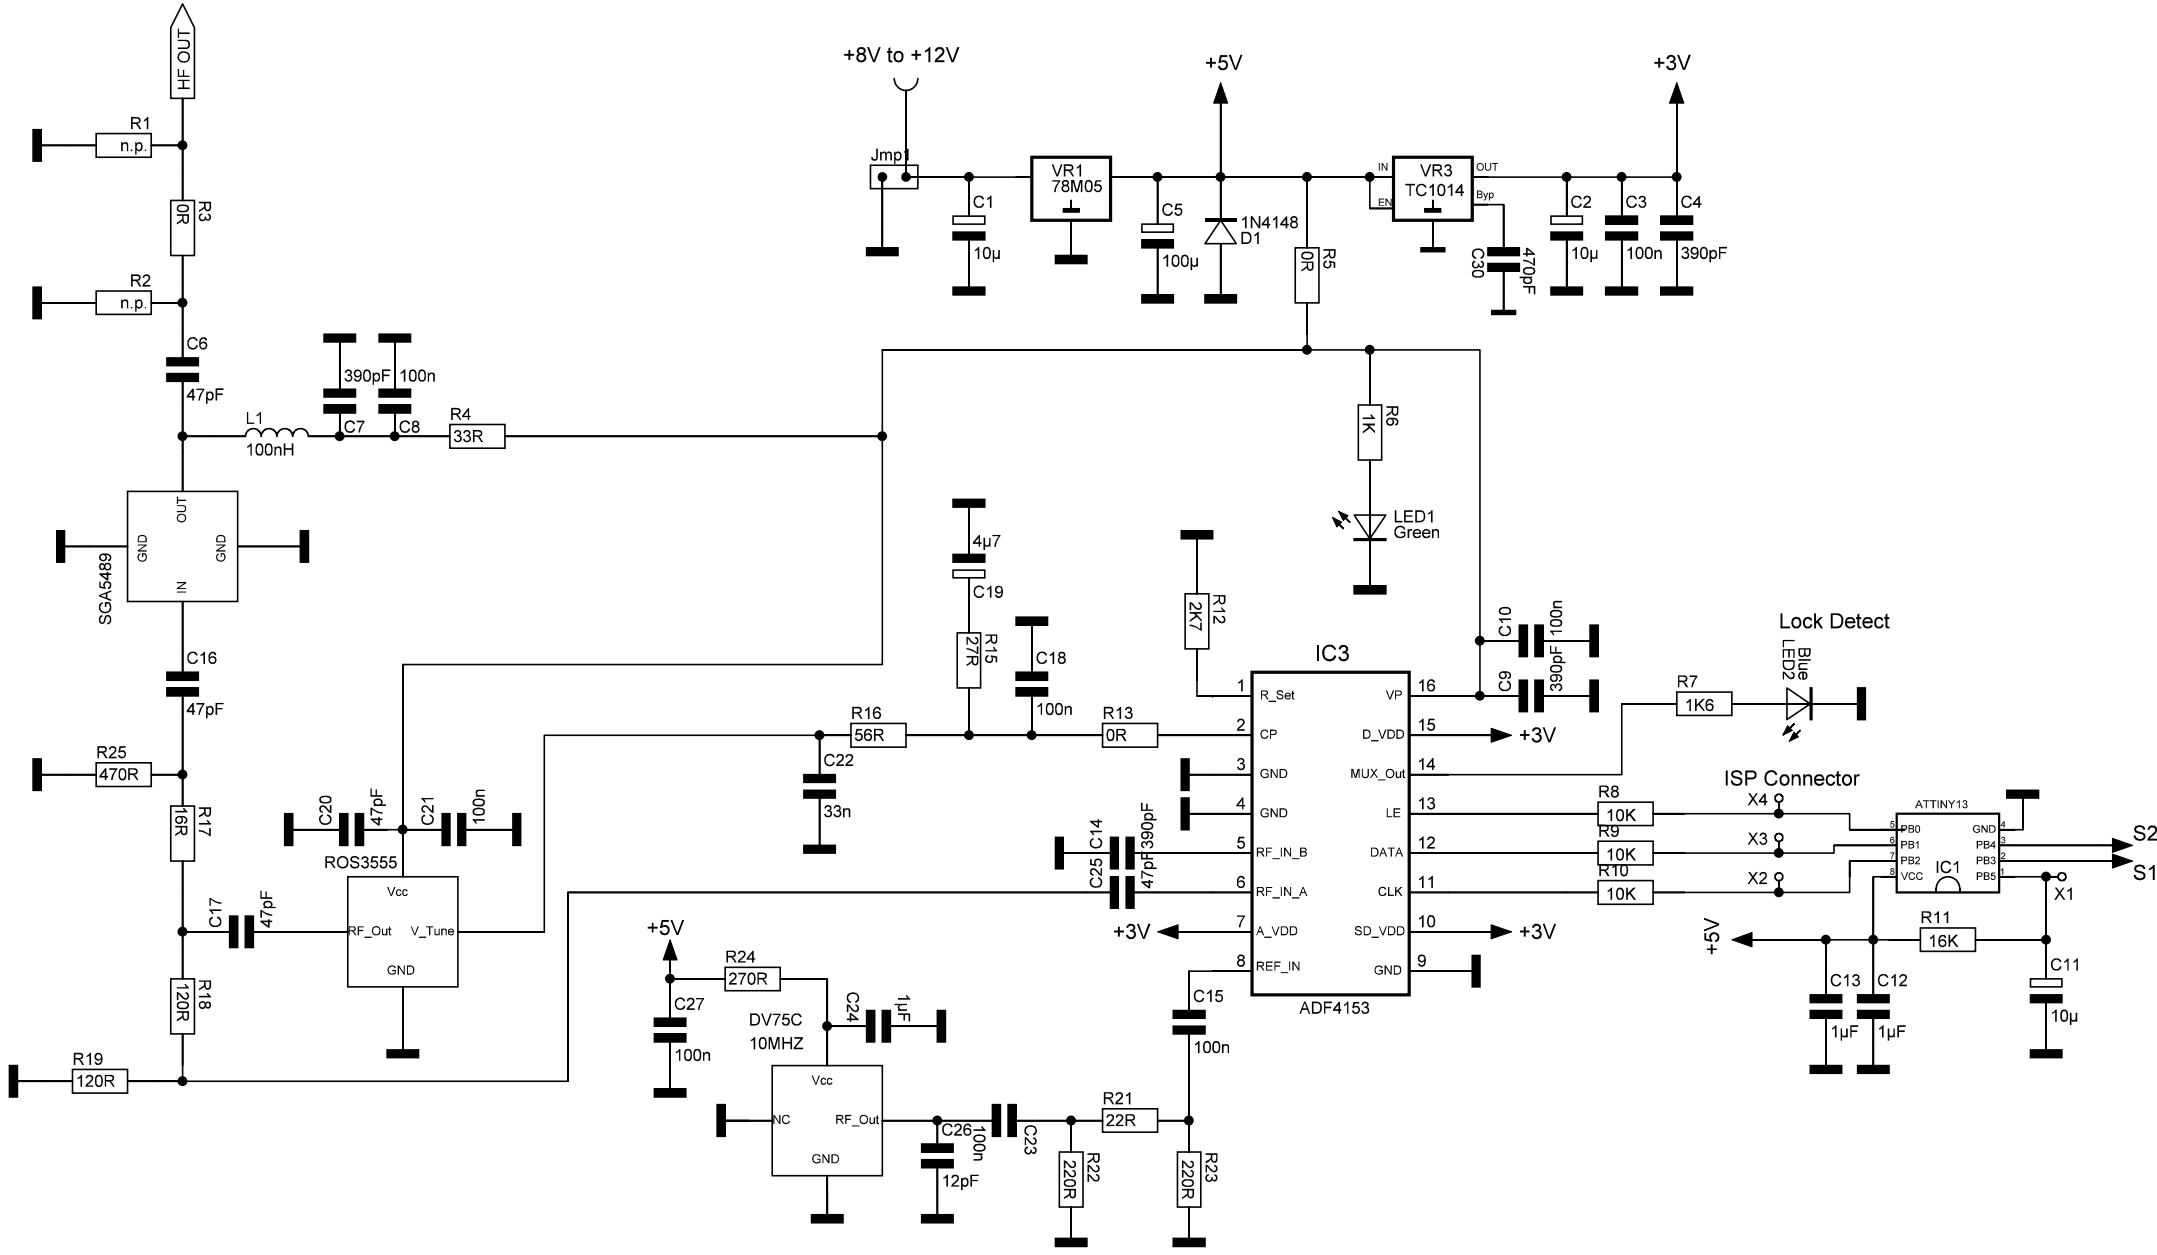 HF OUT
+8V to +12V
+5V
+3V
R1
n.p.
R3
0R
R2
n.p.
C6
47pF
Jmp1
C1
10µ
VR1
78M05
C5
100µ
1N4148
D1
R5
0R
IN
EN
VR3
TC1014
OUT
Byp
C30
470pF
C2
10µ
C3
100n
C4
390pF
390pF
100n
C7
C8
L1
100nH
R4
33R
R6
1K
LED1
Green
OUT
GND
GND
IN
SGA5489
C16
47pF
4µ7
C19
R15
27R
C18
100n
R12
2K7
IC3
C10
100n
C9
390pF
Lock Detect
Blue
LED2
R7
1K6
R16
56R
R13
0R
C22
33n
1
R_Set
2
CP
3
GND
4
GND
5
RF_IN_B
6
RF_IN_A
7
A_VDD
8
REF_IN
VP
16
D_VDD
15
+3V
MUX_Out
14
LE
13
DATA
12
CLK
11
SD_VDD
10
+3V
GND
9
ADF4153
R25
470R
R17
16R
C20
47pF
C21
100n
ROS3555
Vcc
RF_Out
V_Tune
GND
C17
47pF
R18
120R
R19
120R
C14
390pF
C25
47pF
+3V
+5V
R24
270R
C27
100n
DV75C
10MHZ
C24
1µF
Vcc
NC
RF_Out
GND
C26
12pF
100n
C23
R21
22R
R22
220R
R23
220R
C15
100n
ISP Connector
R8
10K
X4
R9
10K
X3
R10
10K
X2
ATTINY13
5
PB0
6
PB1
7
PB2
8
VCC
GND
4
PB4
3
PB3
2
PB5
1
IC1
S2
S1
X1
+5V
R11
16K
C13
1µF
C12
1µF
C11
10µ